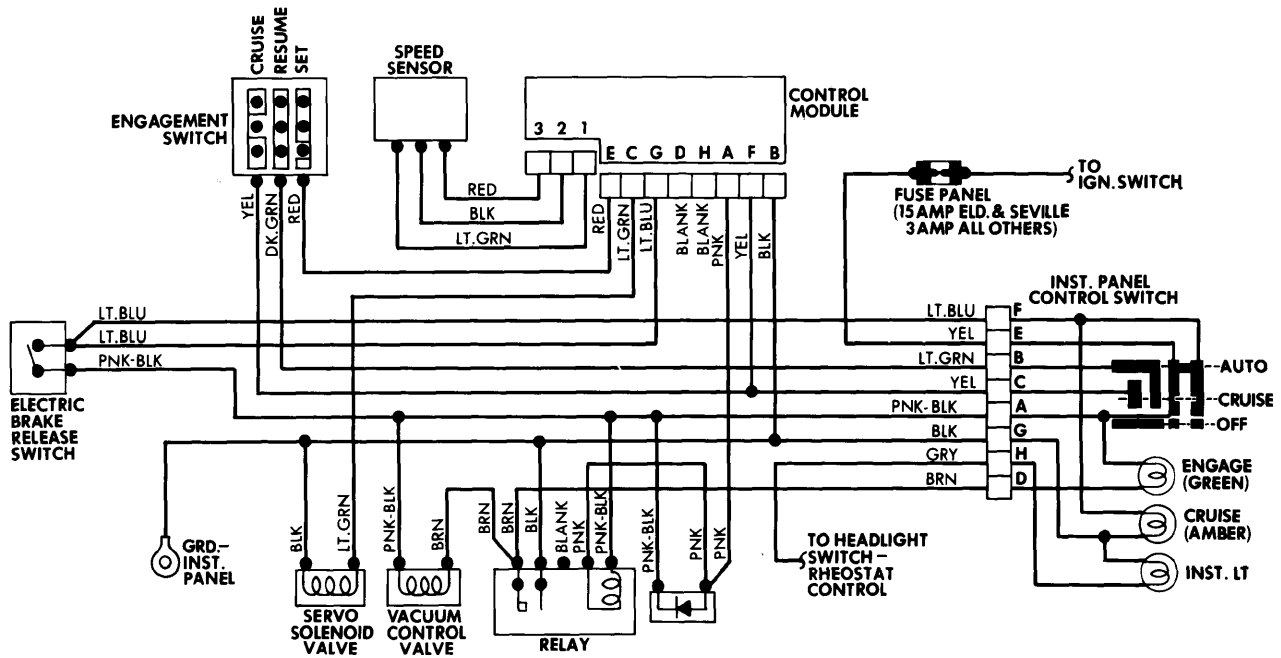 CRUISE
RESUME
SET
ENGAGEMENT
SWITCH
SPEED
SENSOR
CONTROL
MODULE
3 2 1
E C G D H A F B
RED
BLK
LT.GRN
YEL
DK.GRN
RED
RED
LT.GRN
LT.BLU
BLANK
BLANK
PNK
YEL
BLK
TO
IGN. SWITCH
FUSE PANEL
(15 AMP ELD. & SEVILLE
3 AMP ALL OTHERS)
INST. PANEL
CONTROL SWITCH
LT.BLU
LT.BLU
PNK-BLK
ELECTRIC
BRAKE
RELEASE
SWITCH
LT.BLU F
YEL E
LT.GRN B
YEL C
PNK-BLK A
BLK G
GRY H
BRN D
AUTO
CRUISE
OFF
ENGAGE
(GREEN)
CRUISE
(AMBER)
INST. LT
GRD.-
INST.
PANEL
BLK
LT.GRN
PNK-BLK
BRN
BRN
BRN
BLK
BLANK
PNK
PNK-BLK
PNK-BLK
PNK
PNK
TO HEADLIGHT
SWITCH –
RHEOSTAT
CONTROL
SERVO
SOLENOID
VALVE
VACUUM
CONTROL
VALVE
RELAY